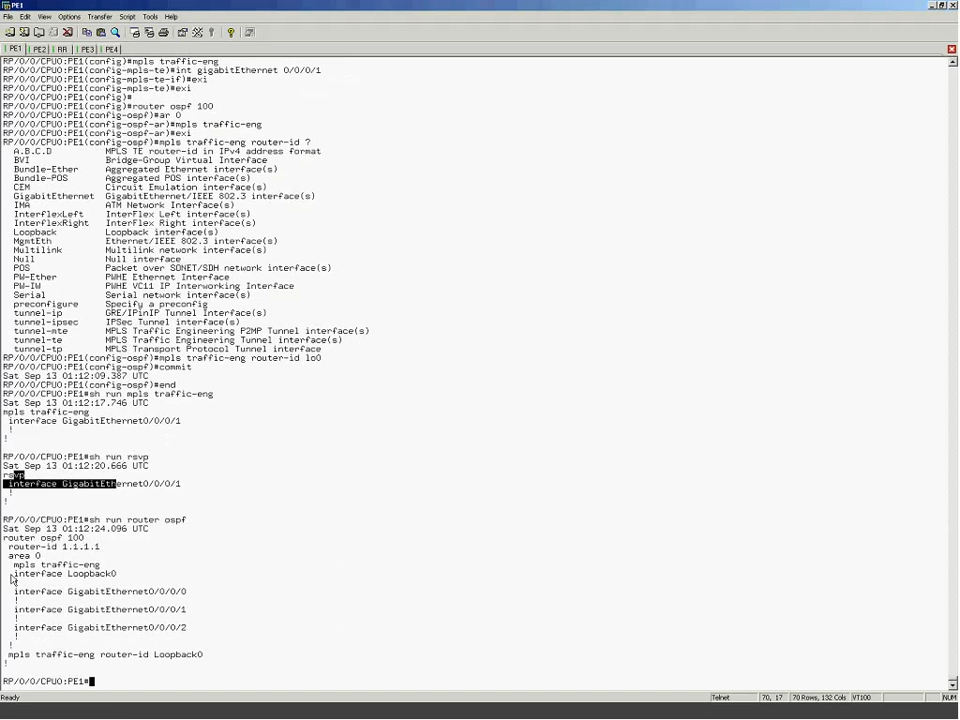 PE1
File Edit View Options Transfer Script Tools Help
PE1 PE2 RR PE3 PE4
RP/0/0/CPU0:PE1(config)#mpls traffic-eng
RP/0/0/CPU0:PE1(config-mpls-te)#int gigabitEthernet 0/0/0/1
RP/0/0/CPU0:PE1(config-mpls-te-if)#exi
RP/0/0/CPU0:PE1(config-mpls-te)#exi
RP/0/0/CPU0:PE1(config)#
RP/0/0/CPU0:PE1(config)#router ospf 100
RP/0/0/CPU0:PE1(config-ospf)#ar 0
RP/0/0/CPU0:PE1(config-ospf-ar)#mpls traffic-eng
RP/0/0/CPU0:PE1(config-ospf-ar)#exi
RP/0/0/CPU0:PE1(config-ospf)#mpls traffic-eng router-id ?
A.B.C.D MPLS TE router-id in IPv4 address format
BVI Bridge-Group Virtual Interface
Bundle-Ether Aggregated Ethernet interface(s)
Bundle-POS Aggregated POS interface(s)
CEM Circuit Emulation interface(s)
GigabitEthernet GigabitEthernet/IEEE 802.3 interface(s)
IMA ATM Network Interface(s)
InterflexLeft InterFlex Left interface(s)
InterflexRight InterFlex Right interface(s)
Loopback Loopback interface(s)
MgmtEth Ethernet/IEEE 802.3 interface(s)
Multilink Multilink network interface(s)
Null Null interface
POS Packet over SONET/SDH network interface(s)
PW-Ether PWHE Ethernet Interface
PW-IW PWHE VC11 IP Interworking Interface
Serial Serial network interface(s)
preconfigure Specify a preconfig
tunnel-ip GRE/IPinIP Tunnel Interface(s)
tunnel-ipsec IPSec Tunnel interface(s)
tunnel-mte MPLS Traffic Engineering P2MP Tunnel interface(s)
tunnel-te MPLS Traffic Engineering Tunnel interface(s)
tunnel-tp MPLS Transport Protocol Tunnel interface
RP/0/0/CPU0:PE1(config-ospf)#mpls traffic-eng router-id lo0
RP/0/0/CPU0:PE1(config-ospf)#commit
Sat Sep 13 01:12:09.387 UTC
RP/0/0/CPU0:PE1(config-ospf)#end
RP/0/0/CPU0:PE1#sh run mpls traffic-eng
Sat Sep 13 01:12:17.746 UTC
mpls traffic-eng
interface GigabitEthernet0/0/0/1
!
!
RP/0/0/CPU0:PE1#sh run rsvp
Sat Sep 13 01:12:20.666 UTC
rsvp
interface GigabitEthernet0/0/0/1
!
!
RP/0/0/CPU0:PE1#sh run router ospf
Sat Sep 13 01:12:24.096 UTC
router ospf 100
router-id 1.1.1.1
area 0
mpls traffic-eng
interface Loopback0
!
interface GigabitEthernet0/0/0/0
!
interface GigabitEthernet0/0/0/1
!
interface GigabitEthernet0/0/0/2
!
!
mpls traffic-eng router-id Loopback0
!
RP/0/0/CPU0:PE1#
Ready Telnet 70, 17 70 Rows, 132 Cols VT100 NUM